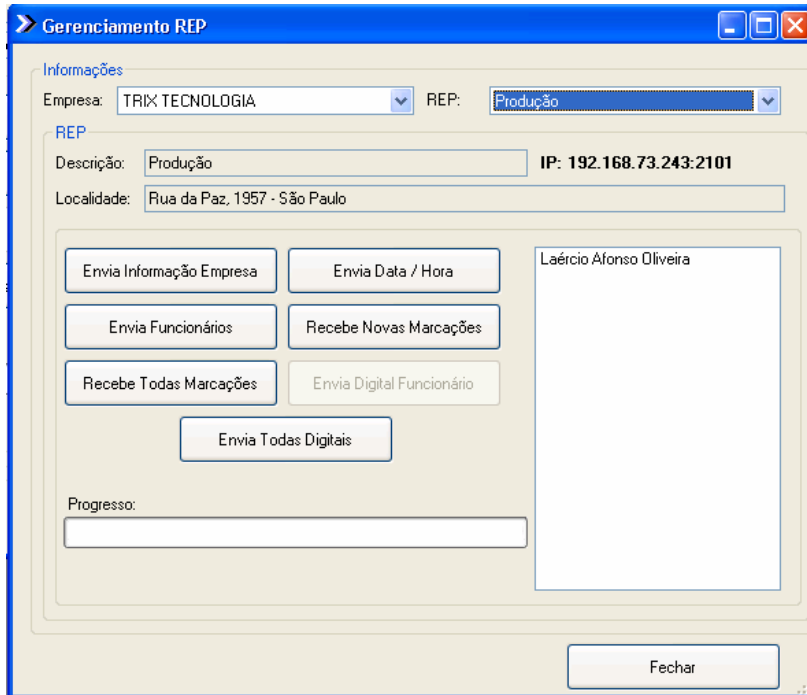 Gerenciamento REP
Informações
Empresa: TRIX TECNOLOGIA REP: Produção
REP
Descrição: Produção IP: 192.168.73.243:2101
Localidade: Rua da Paz, 1957 - São Paulo
Envia Informação Empresa Envia Data / Hora Laércio Afonso Oliveira
Envia Funcionários Recebe Novas Marcações
Recebe Todas Marcações Envia Digital Funcionário
Envia Todas Digitais
Progresso:
Fechar